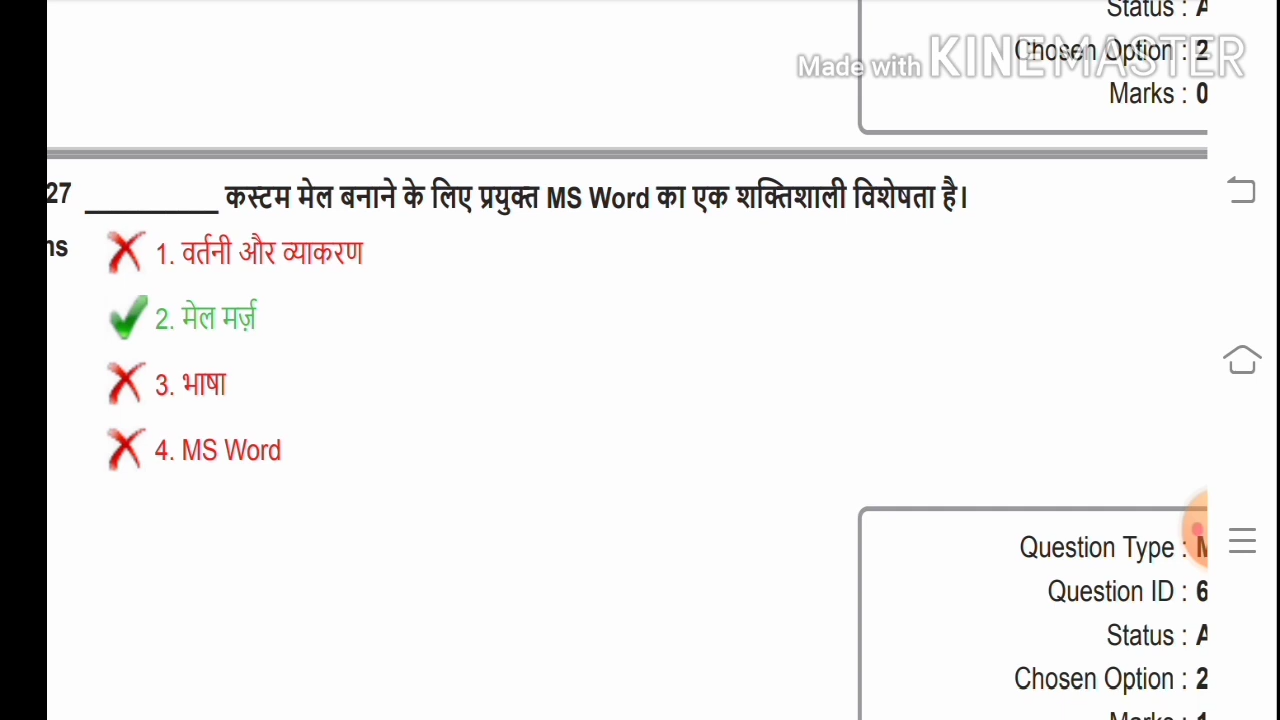 Status : A
Made with KINEMASTER
Chosen Option : 2
Marks : 0
27 __________ कस्टम मेल बनाने के लिए प्रयुक्त MS Word का एक शक्तिशाली विशेषता है।
ns
1. वर्तनी और व्याकरण
2. मेल मर्ज़
3. भाषा
4. MS Word
Question Type : M
Question ID : 6
Status : A
Chosen Option : 2
Marks : 1